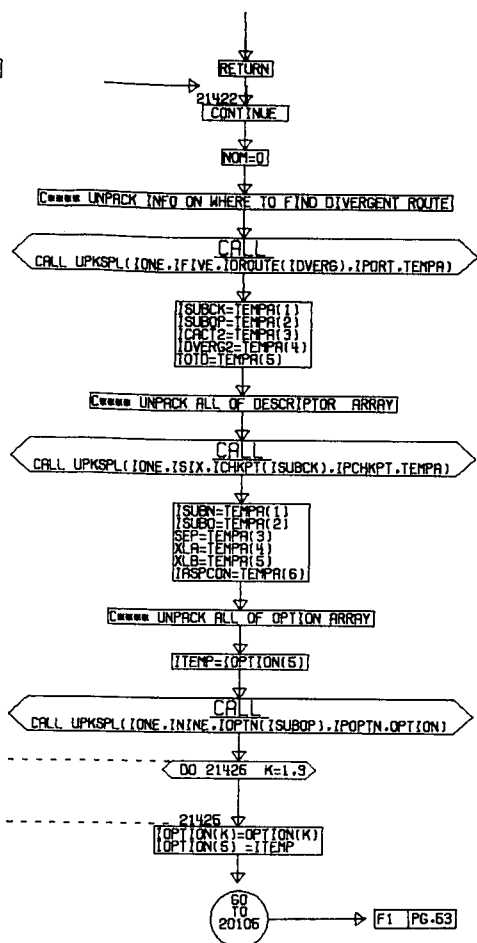 RETURN
21422
CONTINUE
NOM=0
C**** UNPACK INFO ON WHERE TO FIND DIVERGENT ROUTE
CALL
CALL UPKSPL(IONE,IFIVE,IDROUTE(IDVERG),IPORT,TEMPA)
ISUBCK=TEMPA(1)
ISUBOP=TEMPA(2)
ICACT2=TEMPA(3)
IDVERG2=TEMPA(4)
IOTD=TEMPA(5)
C**** UNPACK ALL OF DESCRIPTOR ARRAY
CALL
CALL UPKSPL(IONE,ISIX,ICHKPT(ISUBCK),IPCHKPT,TEMPA)
ISUBN=TEMPA(1)
ISUBO=TEMPA(2)
SEP=TEMPA(3)
XLA=TEMPA(4)
XLB=TEMPA(5)
IASPCON=TEMPA(6)
C**** UNPACK ALL OF OPTION ARRAY
ITEMP=IOPTION(5)
CALL
CALL UPKSPL(IONE,ININE,IOPTN(ISUBOP),IPOPTN,OPTION)
DO 21426 K=1,9
21426
IOPTION(K)=OPTION(K)
IOPTION(5) =ITEMP
GO
TO
20105
F1 PG.53